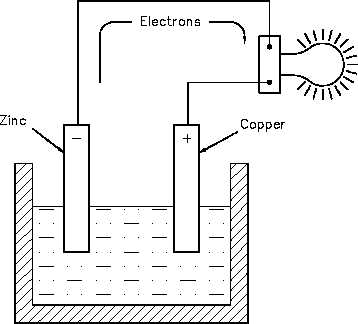 Electrons
Zinc
Copper
− +